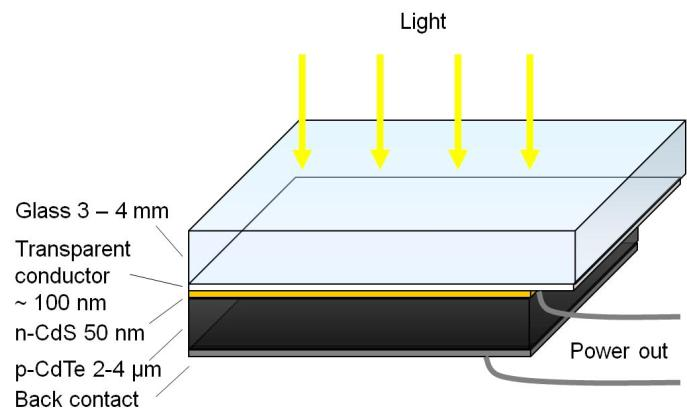 Light
Glass 3 – 4 mm
Transparent
conductor
~ 100 nm
n-CdS 50 nm
p-CdTe 2-4 μm
Back contact
Power out